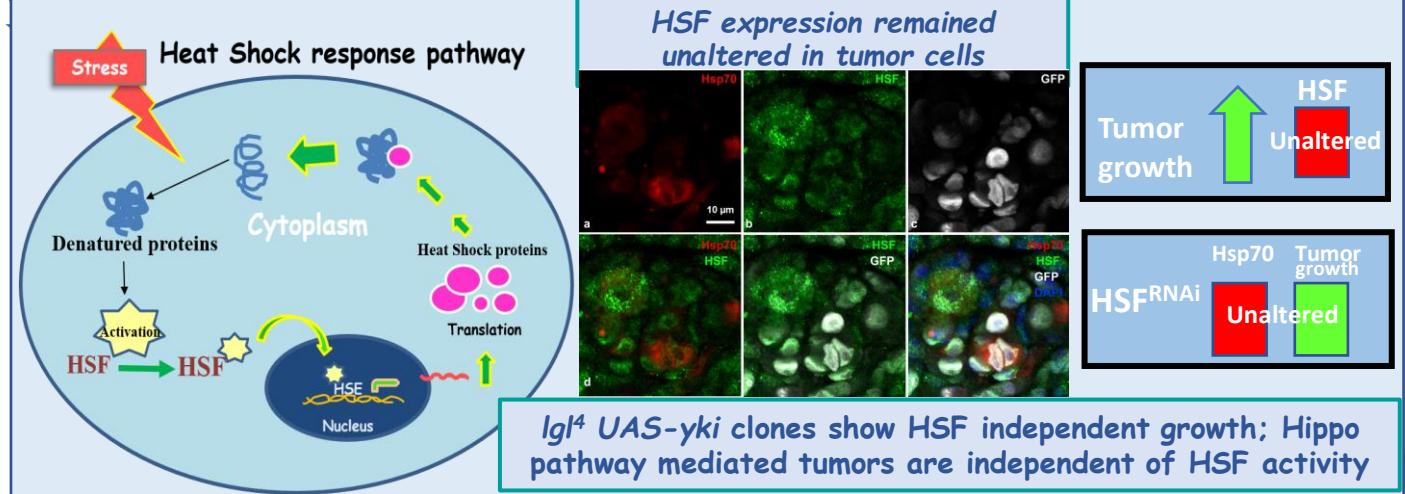 Stress
Heat Shock response pathway
Cytoplasm
Denatured proteins
Heat Shock proteins
Activation
HSF
HSF
Translation
HSE
Nucleus
HSF expression remained
unaltered in tumor cells
Hsp70
10 µm
a
HSF
b
GFP
c
Hsp70
HSF
d
HSF
GFP
Hsp70
HSF
GFP
DAPI
HSF
Tumor
growth
Unaltered
Hsp70
Tumor
growth
HSFRNAi
Unaltered
lgl4 UAS-yki clones show HSF independent growth; Hippo
pathway mediated tumors are independent of HSF activity